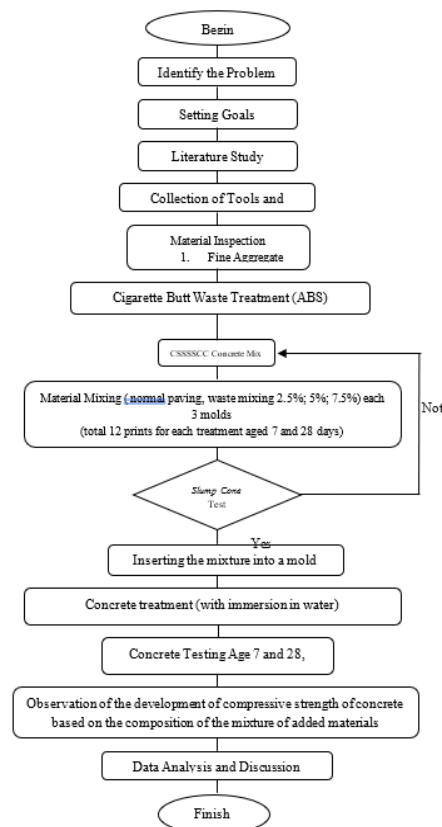 Begin
Identify the Problem
Setting Goals
Literature Study
Collection of Tools and
Material Inspection
1. Fine Aggregate
Cigarette Butt Waste Treatment (ABS)
CSSSSCC Concrete Mix
Material Mixing (-normal paving, waste mixing 2.5%; 5%; 7.5%) each
3 molds
(total 12 prints for each treatment aged 7 and 28 days)
Not
Slump Cone
Test
Yes
Inserting the mixture into a mold
Concrete treatment (with immersion in water)
Concrete Testing Age 7 and 28,
Observation of the development of compressive strength of concrete
based on the composition of the mixture of added materials
Data Analysis and Discussion
Finish